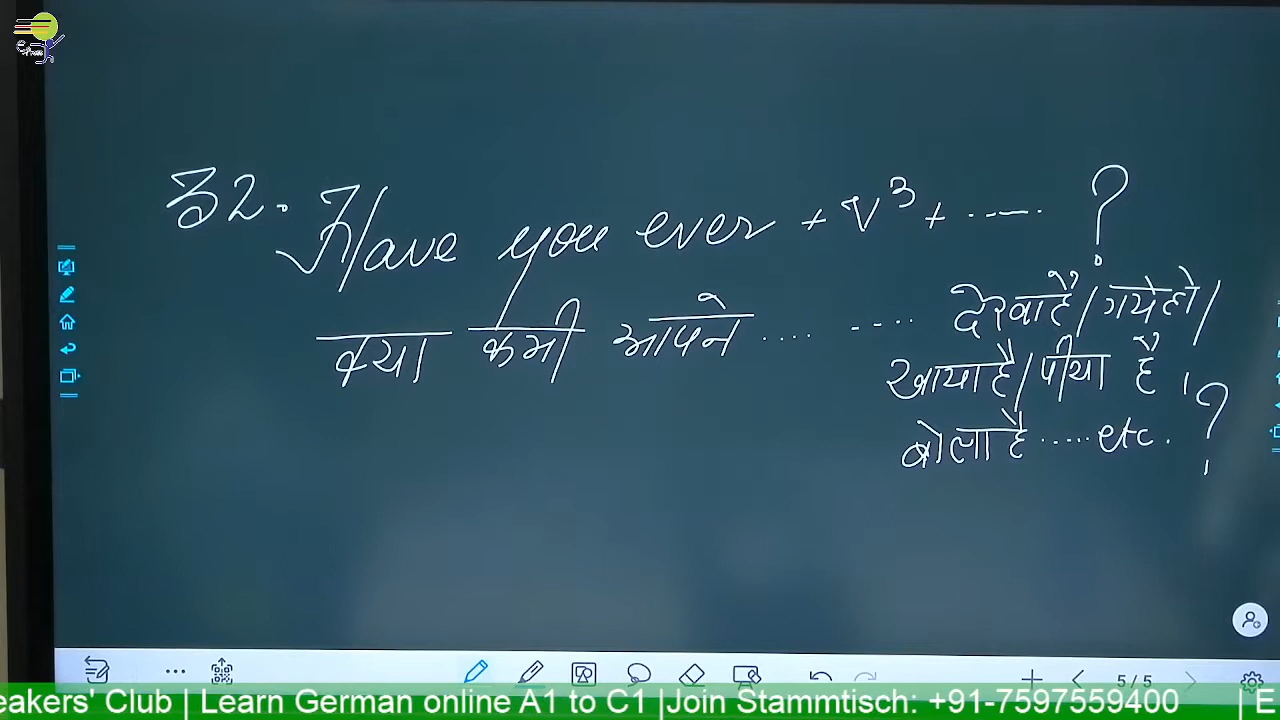 32. Have you ever + V³ + ...... ?
क्या कभी आपने .... .... देखा है / गये हो /
खाया है / पीया है,
बोला है ..... etc. ?
5/5
eakers' Club | Learn German online A1 to C1 |Join Stammtisch: +91-7597559400 | E